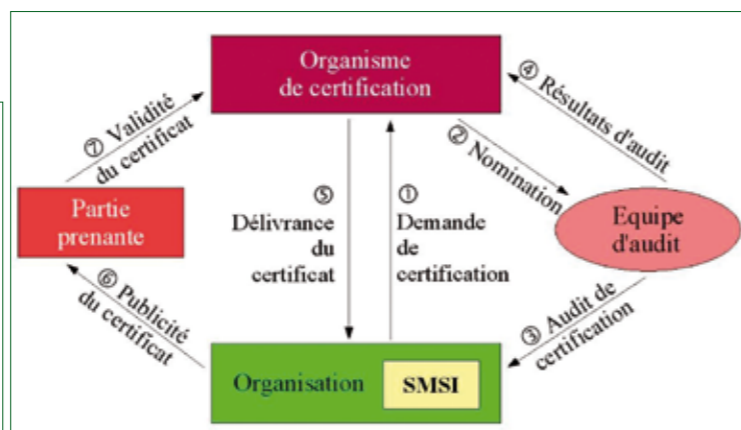 Organisme
de certification
④ Résultats d'audit
⑦ Validité
du certificat
② Nomination
⑤
Délivrance
du
certificat
①
Demande
de
certification
Partie
prenante
Equipe
d'audit
⑥ Publicité
du certificat
③ Audit de
certification
Organisation
SMSI